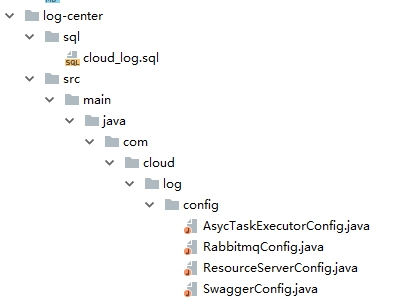 log-center
sql
cloud_log.sql
src
main
java
com
cloud
log
config
AsycTaskExecutorConfig.java
RabbitmqConfig.java
ResourceServerConfig.java
SwaggerConfig.java